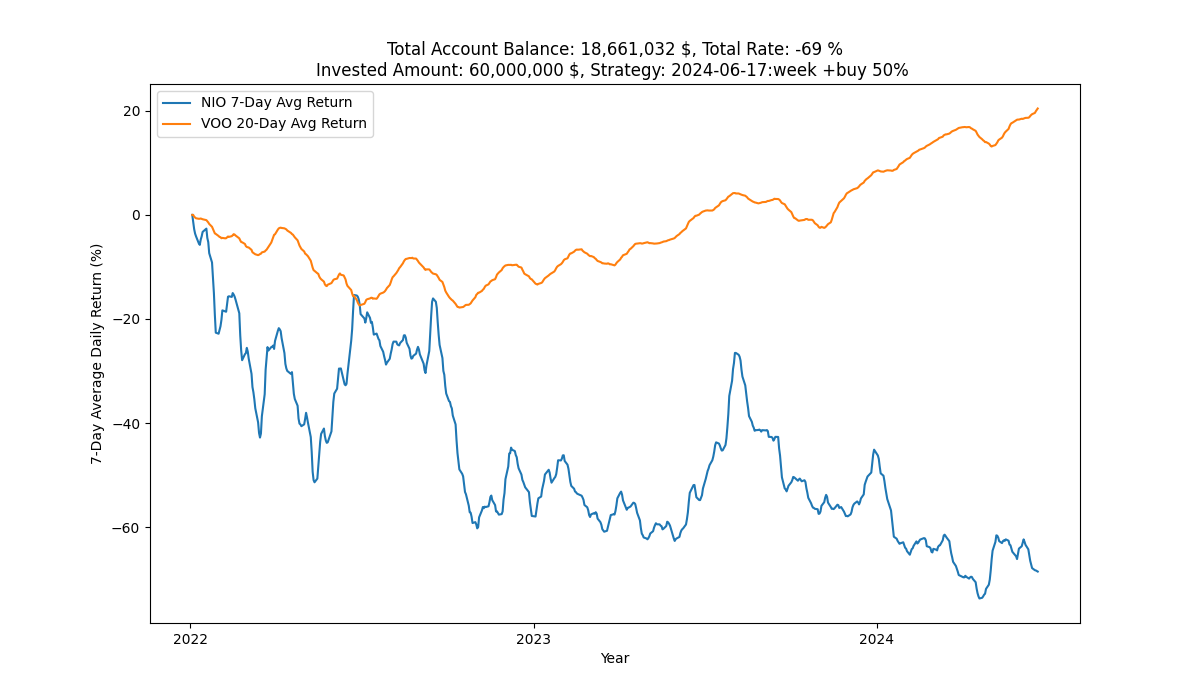 Total Account Balance: 18,661,032 $, Total Rate: -69 %
Invested Amount: 60,000,000 $, Strategy: 2024-06-17:week +buy 50%
NIO 7-Day Avg Return
VOO 20-Day Avg Return
7-Day Average Daily Return (%)
20
0
−20
−40
−60
2022
2023
2024
Year